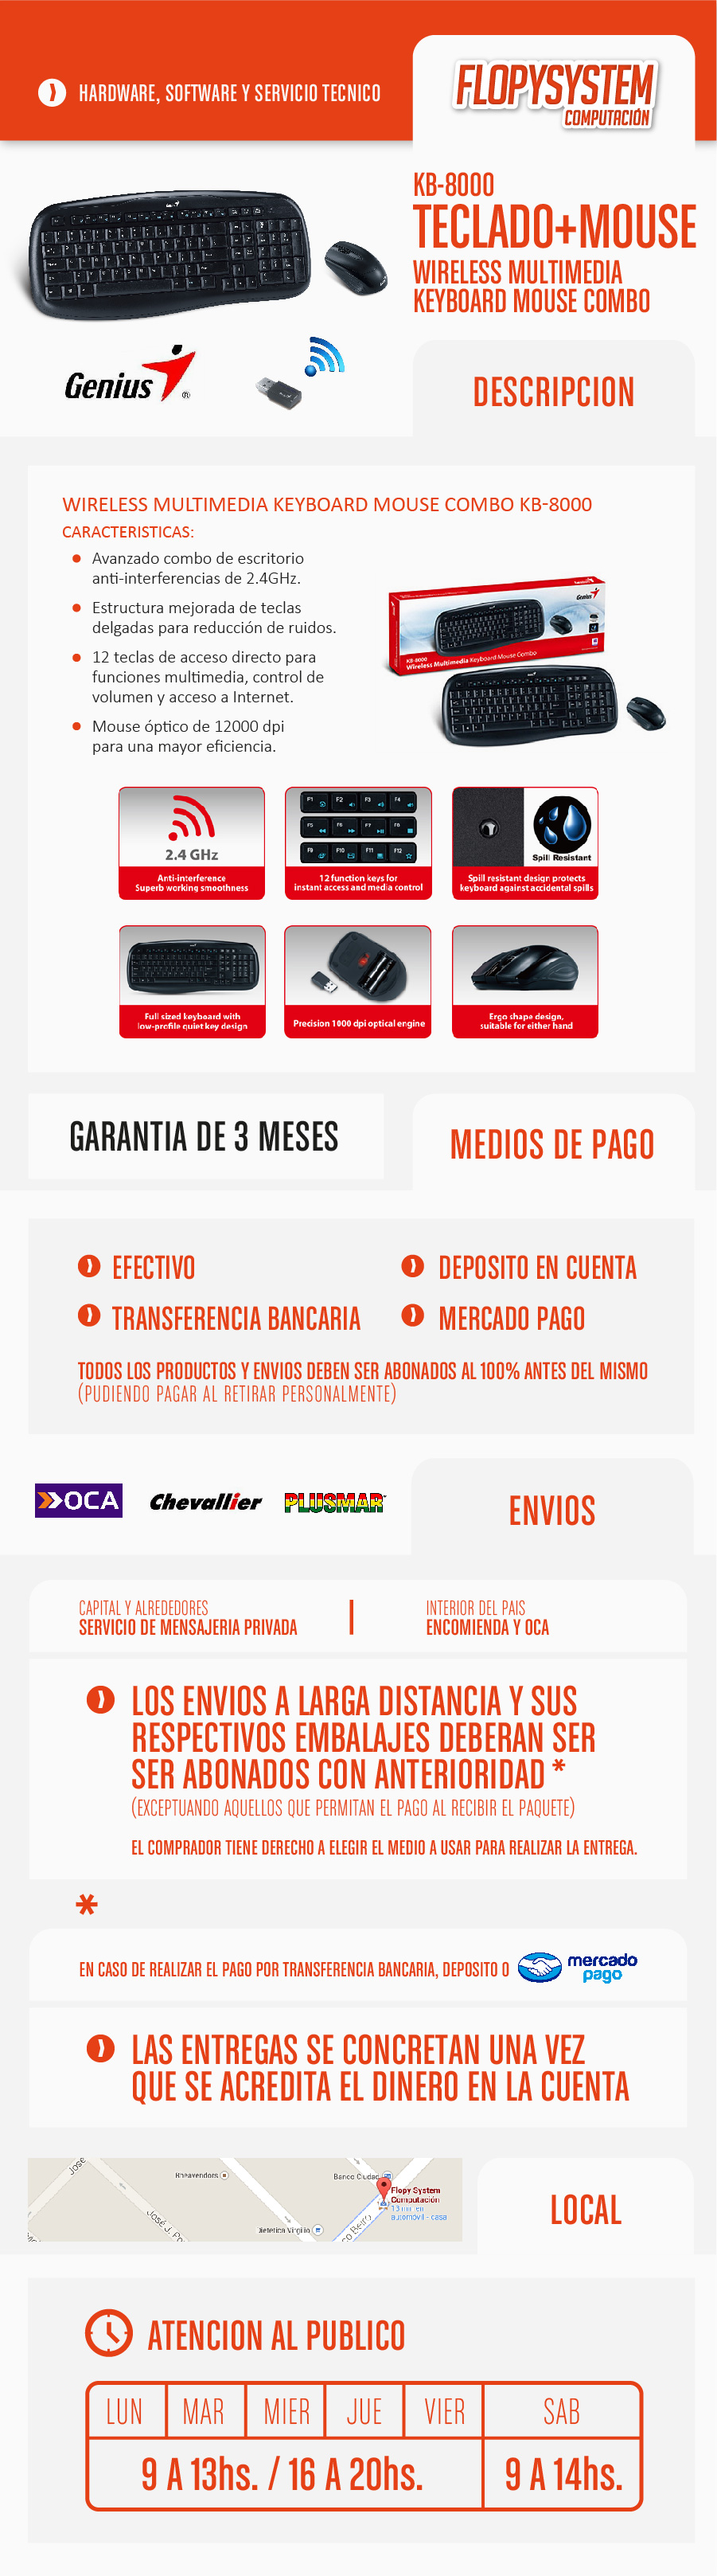 HARDWARE, SOFTWARE Y SERVICIO TECNICO
FLOPYSYSTEM
COMPUTACIÓN
KB-8000
TECLADO+MOUSE
WIRELESS MULTIMEDIA
KEYBOARD MOUSE COMBO
Genius
®
DESCRIPCION
WIRELESS MULTIMEDIA KEYBOARD MOUSE COMBO KB-8000
CARACTERISTICAS:
Avanzado combo de escritorio
anti-interferencias de 2.4GHz.
Estructura mejorada de teclas
delgadas para reducción de ruidos.
12 teclas de acceso directo para
funciones multimedia, control de
volumen y acceso a Internet.
Mouse óptico de 12000 dpi
para una mayor eficiencia.
Genius
KB-8000
Wireless Multimedia Keyboard Mouse Combo
2.4 GHz
Anti-interference
Superb working smoothness
F1 F2 F3 F4
F5 F6 F7 F8
F9 F10 F11 F12
12 function keys for
instant access and media control
Spill Resistant
Spill resistant design protects
keyboard against accidental spills
Full sized keyboard with
low-profile quiet key design
Precision 1000 dpi optical engine
Ergo shape design,
suitable for either hand
GARANTIA DE 3 MESES
MEDIOS DE PAGO
EFECTIVO
DEPOSITO EN CUENTA
TRANSFERENCIA BANCARIA
MERCADO PAGO
TODOS LOS PRODUCTOS Y ENVIOS DEBEN SER ABONADOS AL 100% ANTES DEL MISMO
(PUDIENDO PAGAR AL RETIRAR PERSONALMENTE)
OCA
Chevallier
PLUSMAR
ENVIOS
CAPITAL Y ALREDEDORES
SERVICIO DE MENSAJERIA PRIVADA
INTERIOR DEL PAIS
ENCOMIENDA Y OCA
LOS ENVIOS A LARGA DISTANCIA Y SUS
RESPECTIVOS EMBALAJES DEBERAN SER
SER ABONADOS CON ANTERIORIDAD *
(EXCEPTUANDO AQUELLOS QUE PERMITAN EL PAGO AL RECIBIR EL PAQUETE)
EL COMPRADOR TIENE DERECHO A ELEGIR EL MEDIO A USAR PARA REALIZAR LA ENTREGA.
*
EN CASO DE REALIZAR EL PAGO POR TRANSFERENCIA BANCARIA, DEPOSITO O
mercado
pago
LAS ENTREGAS SE CONCRETAN UNA VEZ
QUE SE ACREDITA EL DINERO EN LA CUENTA
José
José J.
Banco Ciudad
Flopy System
Computación
13 min en
automóvil - casa
Dietetica Virgilio
LOCAL
ATENCION AL PUBLICO
LUN MAR MIER JUE VIER SAB
9 A 13hs. / 16 A 20hs. 9 A 14hs.